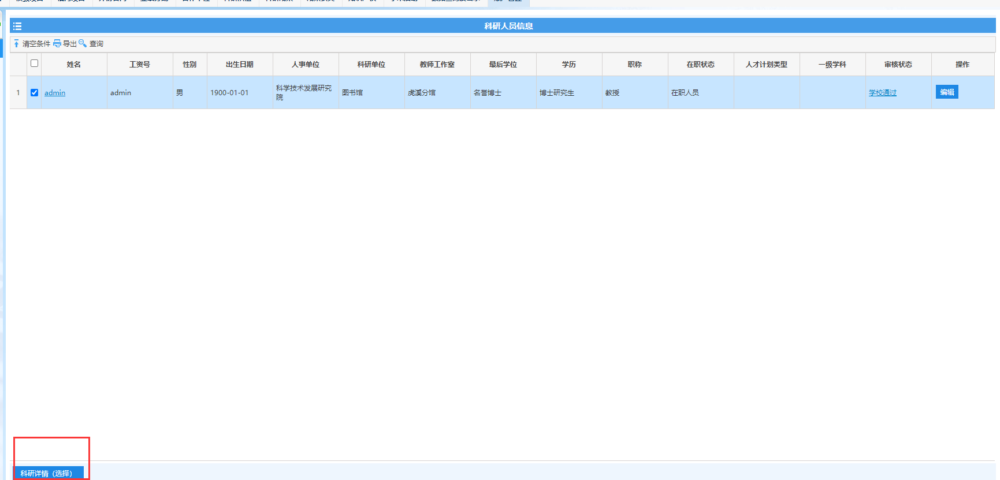 科研人员信息
清空条件 导出 查询
姓名 工资号 性别 出生日期 人事单位 科研单位 教师工作室 最后学位 学历 职称 在职状态 人才计划类型 一级学科 审核状态 操作
1 admin admin 男 1900-01-01 科学技术发展研究院 图书馆 虎溪分馆 名誉博士 博士研究生 教授 在职人员 学校通过 编辑
科研详情（选择）